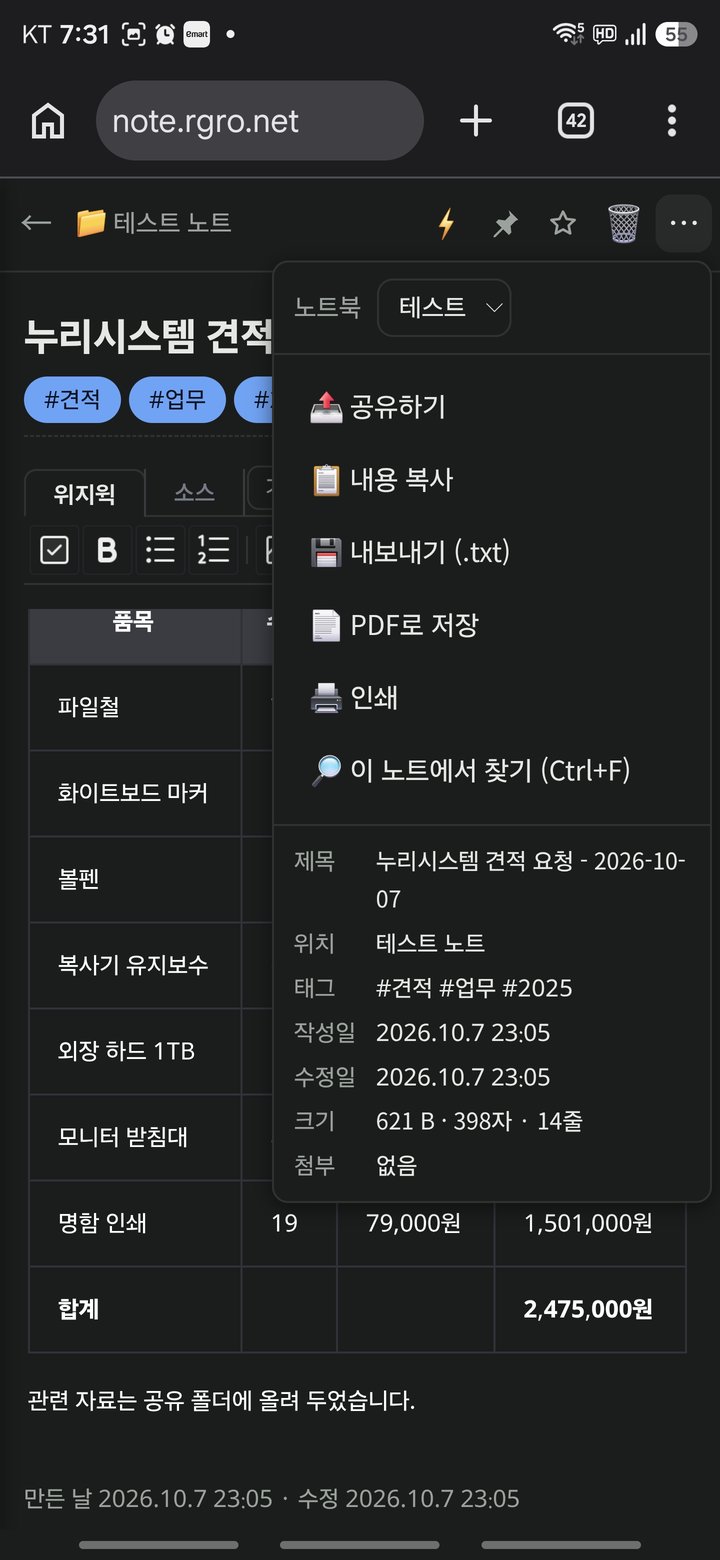 KT 7:31 emart HD 55
note.rgro.net 42
테스트 노트
노트북 테스트
누리시스템 견적
#견적 #업무
공유하기
내용 복사
위지윅 소스
B
내보내기 (.txt)
PDF로 저장
인쇄
이 노트에서 찾기 (Ctrl+F)
제목 누리시스템 견적 요청 - 2026-10-
07
위치 테스트 노트
태그 #견적 #업무 #2025
작성일 2026.10.7 23:05
수정일 2026.10.7 23:05
크기 621 B · 398자 · 14줄
첨부 없음
품목
파일철
화이트보드 마커
볼펜
복사기 유지보수
외장 하드 1TB
모니터 받침대
명함 인쇄 19 79,000원 1,501,000원
합계 2,475,000원
관련 자료는 공유 폴더에 올려 두었습니다.
만든 날 2026.10.7 23:05 · 수정 2026.10.7 23:05